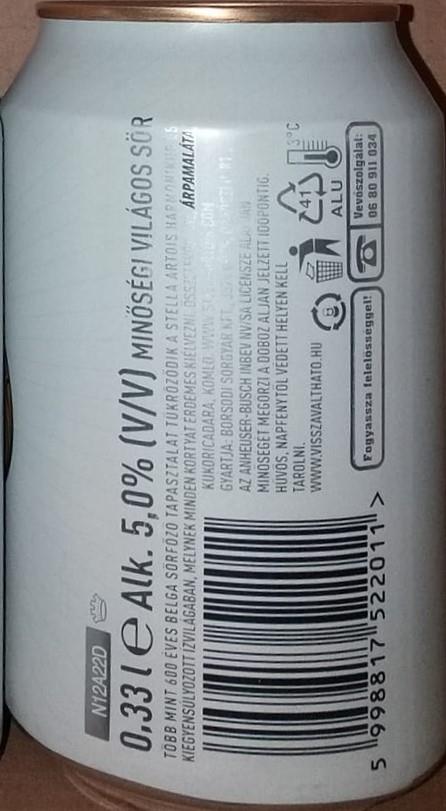 N12A22D
0,33 l e Alk. 5,0% (V/V) MINŐSÉGI VILÁGOS SÖR
TÖBB MINT 600 ÉVES BELGA SÖRFŐZŐ TAPASZTALAT TÜKRÖZŐDIK A STELLA ARTOIS HARMONIKUS ÉS
KIEGYENSÚLYOZOTT ÍZVILÁGÁBAN, MELYNEK MINDEN KORTYÁT ÉRDEMES KIÉLVEZNI. ÁRPAMALÁTA,
KUKORICADARA, KOMLÓ.
GYÁRTJA: BORSODI SÖRGYÁR KFT.,
AZ ANHEUSER-BUSCH INBEV NV/SA LICENSZE ALAPJÁN
MINŐSÉGÉT MEGŐRZI A DOBOZ ALJÁN JELZETT IDŐPONTIG.
HŰVÖS, NAPFÉNYTŐL VÉDETT HELYEN KELL
TÁROLNI.
WWW.VISSZAVALTHATO.HU
41
ALU
3°C
Fogyassza felelősséggel!
Vevőszolgálat:
06 80 911 034
5 998817 522011 >